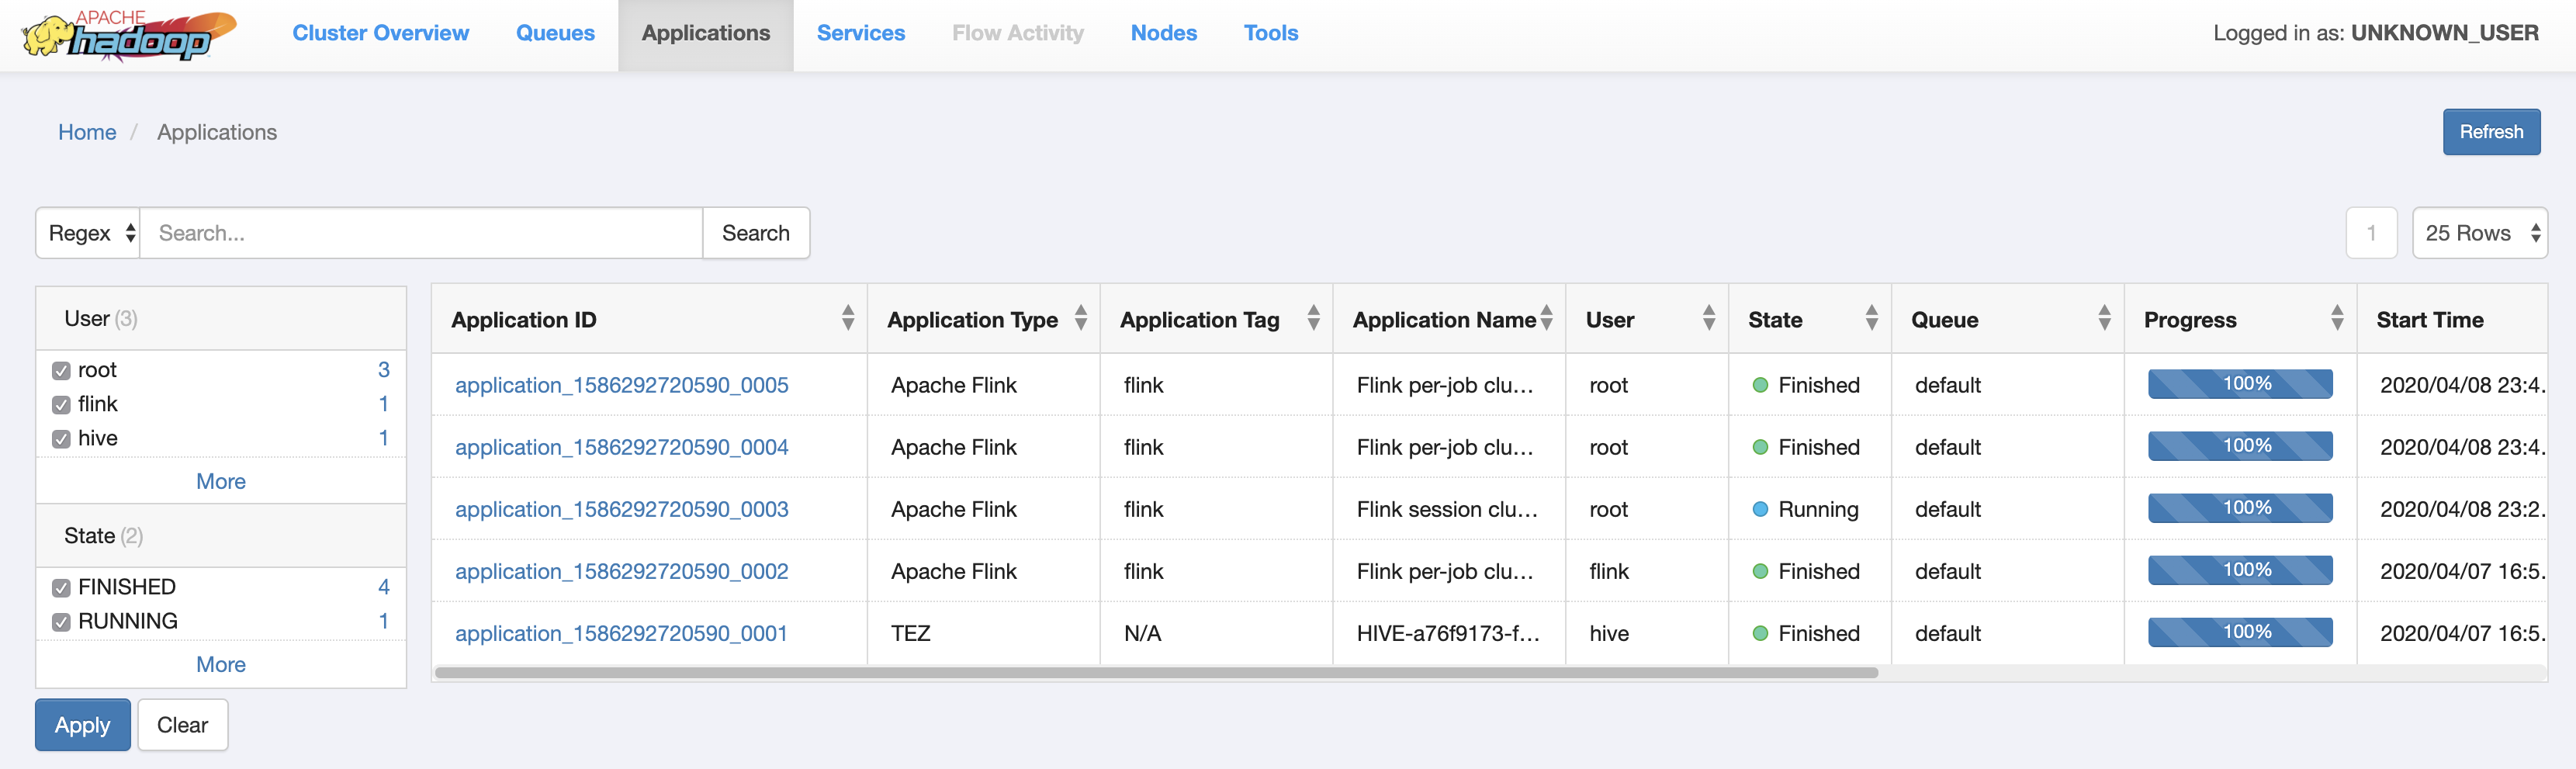 APACHE
hadoop
Cluster Overview Queues Applications Services Flow Activity Nodes Tools Logged in as: UNKNOWN_USER
Home / Applications Refresh
Regex Search... Search 1 25 Rows
User (3)
root 3
flink 1
hive 1
More
State (2)
FINISHED 4
RUNNING 1
More
Apply Clear
Application ID Application Type Application Tag Application Name User State Queue Progress Start Time
application_1586292720590_0005 Apache Flink flink Flink per-job clu... root Finished default 100% 2020/04/08 23:4.
application_1586292720590_0004 Apache Flink flink Flink per-job clu... root Finished default 100% 2020/04/08 23:4.
application_1586292720590_0003 Apache Flink flink Flink session clu... root Running default 100% 2020/04/08 23:2.
application_1586292720590_0002 Apache Flink flink Flink per-job clu... flink Finished default 100% 2020/04/07 16:5.
application_1586292720590_0001 TEZ N/A HIVE-a76f9173-f... hive Finished default 100% 2020/04/07 16:5.